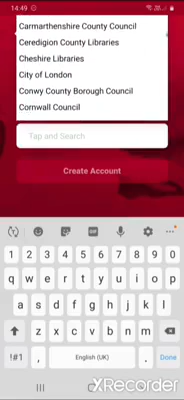 14:49
Carmarthenshire County Council
Ceredigion County Libraries
Cheshire Libraries
City of London
Conwy County Borough Council
Cornwall Council
Tap and Search
Create Account
GIF
1 2 3 4 5 6 7 8 9 0
q w e r t y u i o p
a s d f g h j k l
z x c v b n m
!#1 , English (UK) . Done
XRecorder